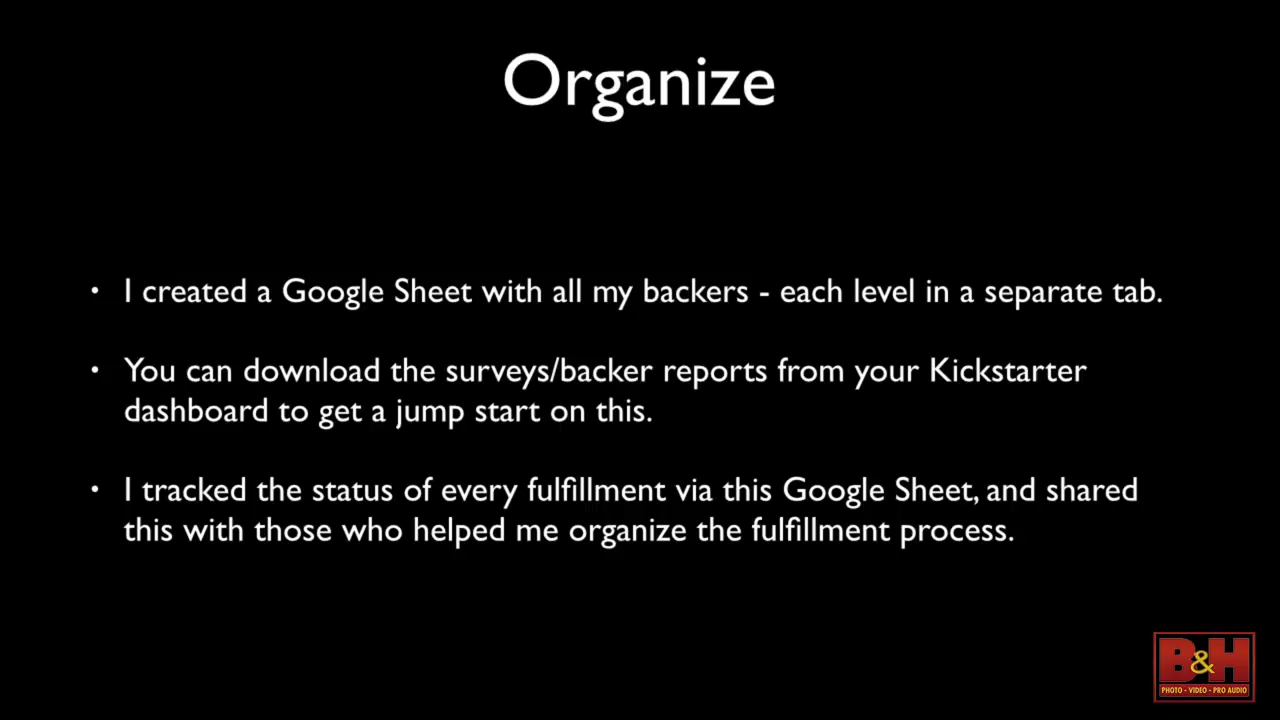 Organize
• I created a Google Sheet with all my backers - each level in a separate tab.
• You can download the surveys/backer reports from your Kickstarter
dashboard to get a jump start on this.
• I tracked the status of every fulfillment via this Google Sheet, and shared
this with those who helped me organize the fulfillment process.
B&H
PHOTO • VIDEO • PRO AUDIO